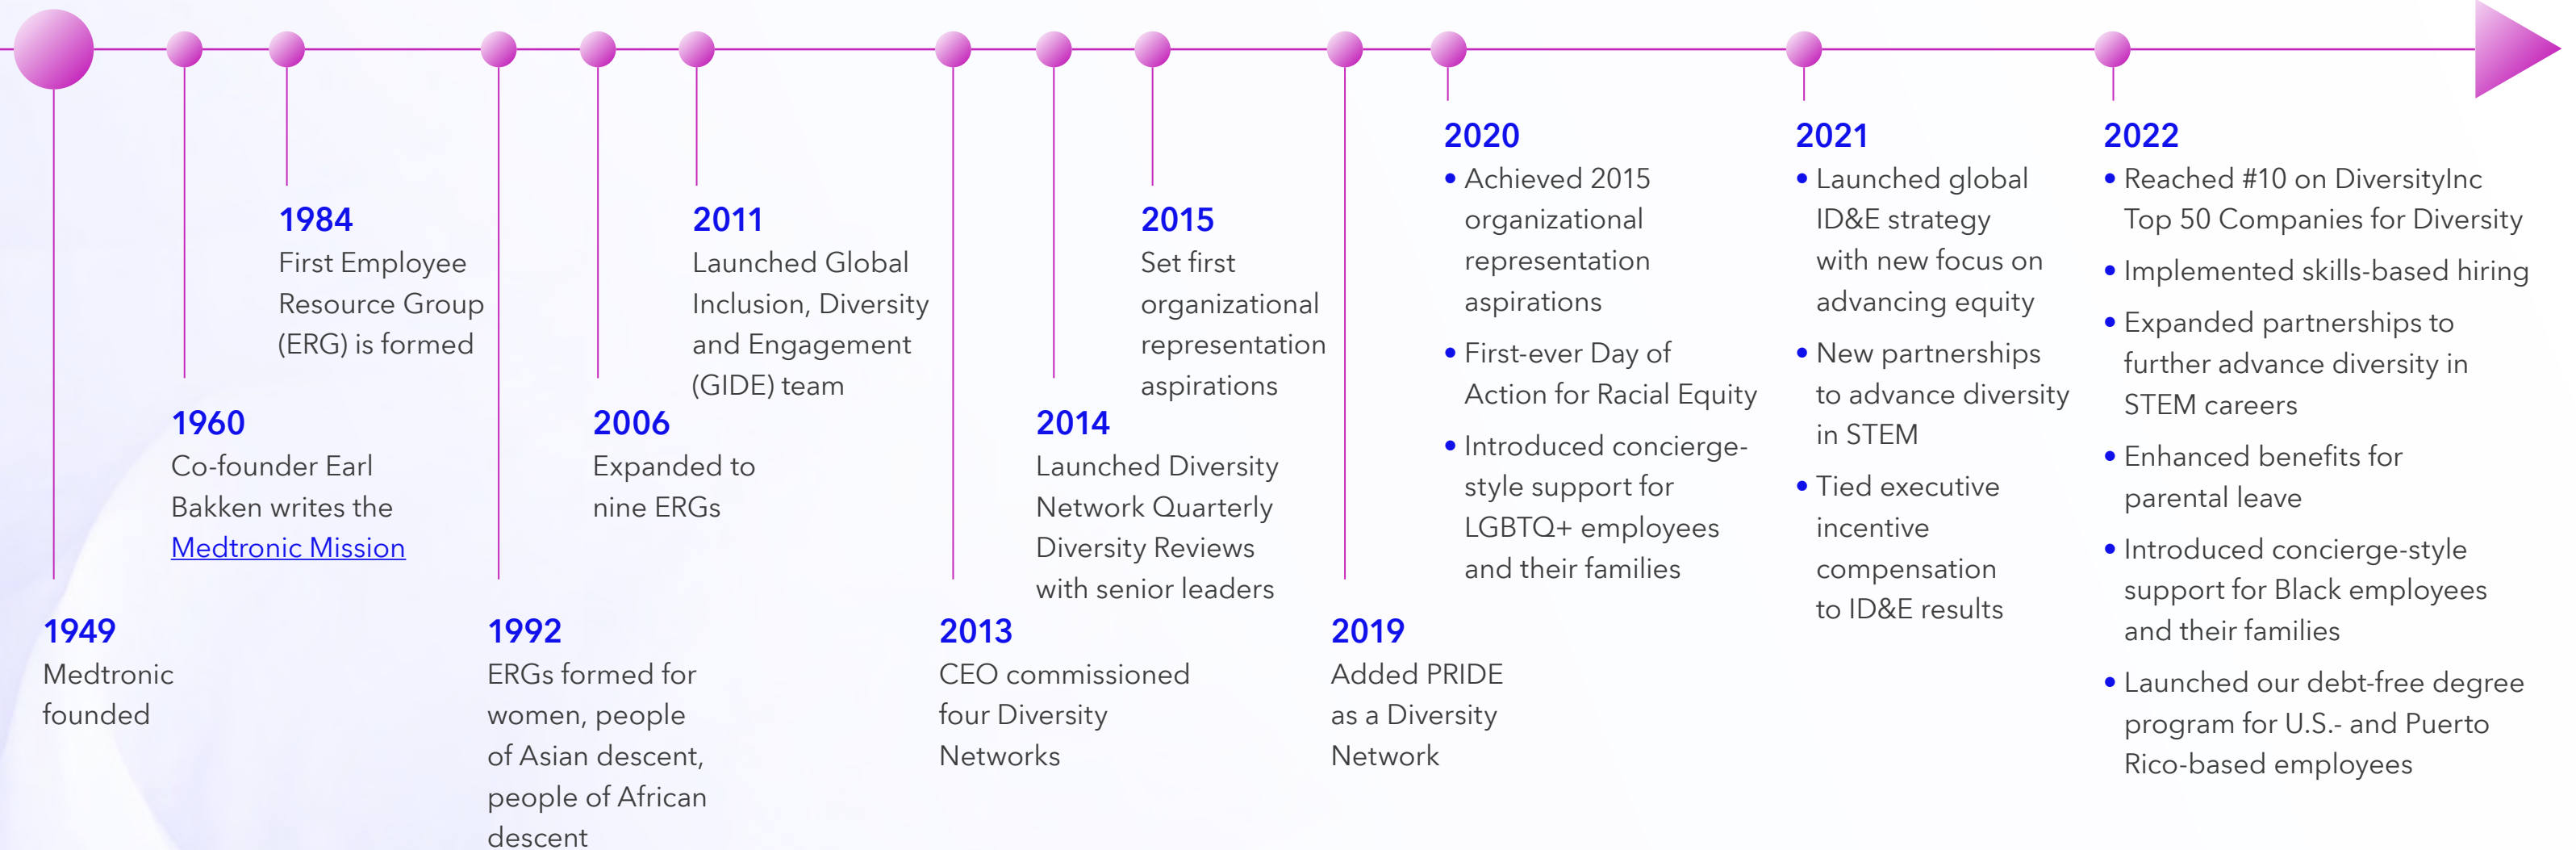 1949
Medtronic
founded
1960
Co-founder Earl
Bakken writes the
Medtronic Mission
1984
First Employee
Resource Group
(ERG) is formed
1992
ERGs formed for
women, people
of Asian descent,
people of African
descent
2006
Expanded to
nine ERGs
2011
Launched Global
Inclusion, Diversity
and Engagement
(GIDE) team
2013
CEO commissioned
four Diversity
Networks
2014
Launched Diversity
Network Quarterly
Diversity Reviews
with senior leaders
2015
Set first
organizational
representation
aspirations
2019
Added PRIDE
as a Diversity
Network
2020
• Achieved 2015
organizational
representation
aspirations
• First-ever Day of
Action for Racial Equity
• Introduced concierge-
style support for
LGBTQ+ employees
and their families
2021
• Launched global
ID&E strategy
with new focus on
advancing equity
• New partnerships
to advance diversity
in STEM
• Tied executive
incentive
compensation
to ID&E results
2022
• Reached #10 on DiversityInc
Top 50 Companies for Diversity
• Implemented skills-based hiring
• Expanded partnerships to
further advance diversity in
STEM careers
• Enhanced benefits for
parental leave
• Introduced concierge-style
support for Black employees
and their families
• Launched our debt-free degree
program for U.S.- and Puerto
Rico-based employees